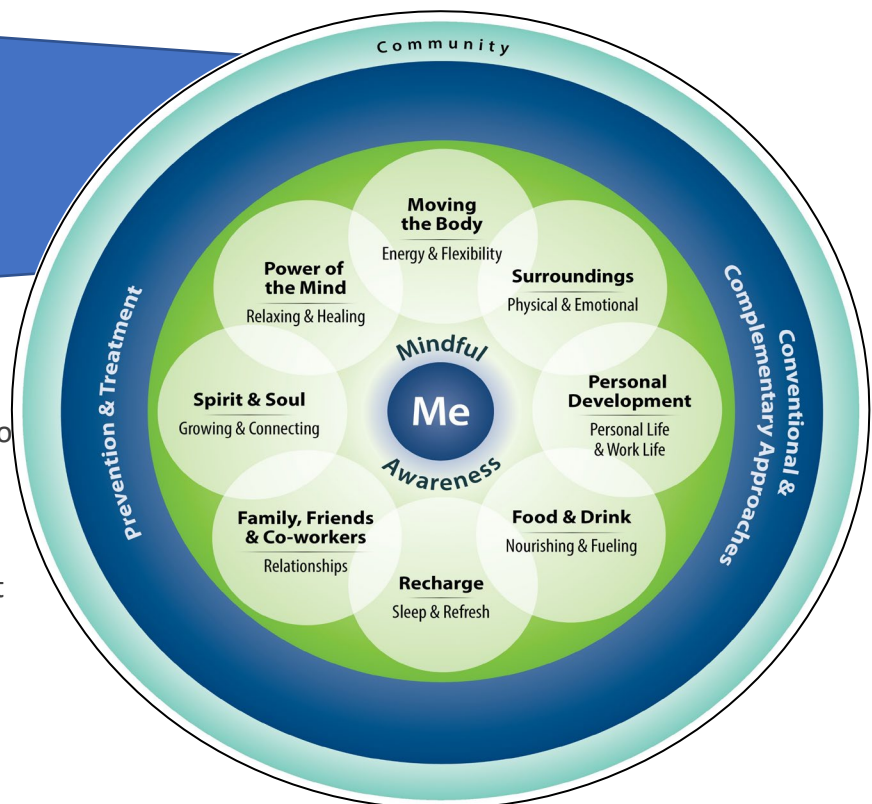 Community
Prevention & Treatment
Conventional &
Complementary Approaches
Moving
the Body
Energy & Flexibility
Surroundings
Physical & Emotional
Personal
Development
Personal Life
& Work Life
Food & Drink
Nourishing & Fueling
Recharge
Sleep & Refresh
Family, Friends
& Co-workers
Relationships
Spirit & Soul
Growing & Connecting
Power of
the Mind
Relaxing & Healing
Mindful
Me
Awareness